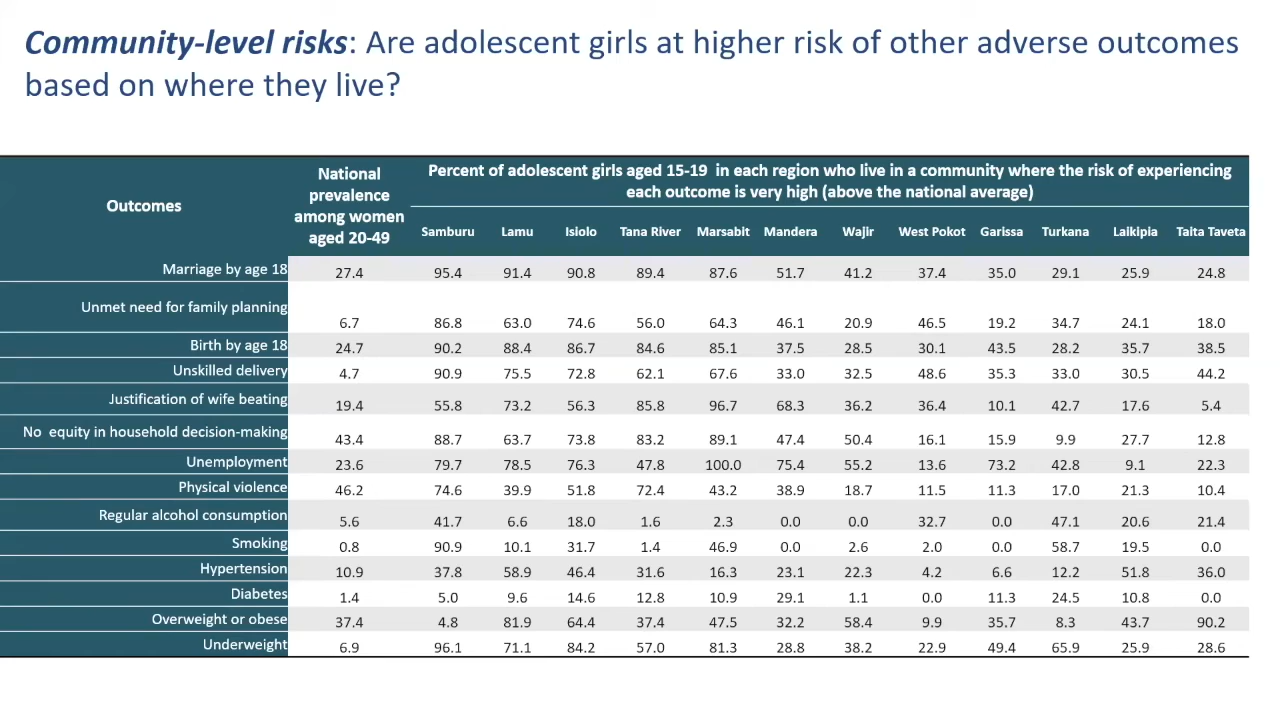 Community-level risks: Are adolescent girls at higher risk of other adverse outcomes
based on where they live?
Outcomes
National
prevalence
among women
aged 20-49
Percent of adolescent girls aged 15-19 in each region who live in a community where the risk of experiencing
each outcome is very high (above the national average)
Samburu Lamu Isiolo Tana River Marsabit Mandera Wajir West Pokot Garissa Turkana Laikipia Taita Taveta
Marriage by age 18 27.4 95.4 91.4 90.8 89.4 87.6 51.7 41.2 37.4 35.0 29.1 25.9 24.8
Unmet need for family planning 6.7 86.8 63.0 74.6 56.0 64.3 46.1 20.9 46.5 19.2 34.7 24.1 18.0
Birth by age 18 24.7 90.2 88.4 86.7 84.6 85.1 37.5 28.5 30.1 43.5 28.2 35.7 38.5
Unskilled delivery 4.7 90.9 75.5 72.8 62.1 67.6 33.0 32.5 48.6 35.3 33.0 30.5 44.2
Justification of wife beating 19.4 55.8 73.2 56.3 85.8 96.7 68.3 36.2 36.4 10.1 42.7 17.6 5.4
No equity in household decision-making 43.4 88.7 63.7 73.8 83.2 89.1 47.4 50.4 16.1 15.9 9.9 27.7 12.8
Unemployment 23.6 79.7 78.5 76.3 47.8 100.0 75.4 55.2 13.6 73.2 42.8 9.1 22.3
Physical violence 46.2 74.6 39.9 51.8 72.4 43.2 38.9 18.7 11.5 11.3 17.0 21.3 10.4
Regular alcohol consumption 5.6 41.7 6.6 18.0 1.6 2.3 0.0 0.0 32.7 0.0 47.1 20.6 21.4
Smoking 0.8 90.9 10.1 31.7 1.4 46.9 0.0 2.6 2.0 0.0 58.7 19.5 0.0
Hypertension 10.9 37.8 58.9 46.4 31.6 16.3 23.1 22.3 4.2 6.6 12.2 51.8 36.0
Diabetes 1.4 5.0 9.6 14.6 12.8 10.9 29.1 1.1 0.0 11.3 24.5 10.8 0.0
Overweight or obese 37.4 4.8 81.9 64.4 37.4 47.5 32.2 58.4 9.9 35.7 8.3 43.7 90.2
Underweight 6.9 96.1 71.1 84.2 57.0 81.3 28.8 38.2 22.9 49.4 65.9 25.9 28.6